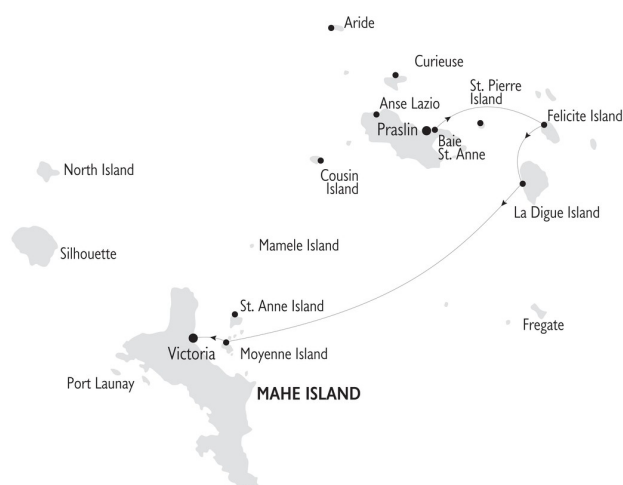 Aride
Curieuse
St. Pierre
Island
Anse Lazio
Felicite Island
Praslin
Baie
St. Anne
North Island
Cousin
Island
La Digue Island
Silhouette
Mamele Island
St. Anne Island
Fregate
Victoria
Moyenne Island
Port Launay
MAHE ISLAND